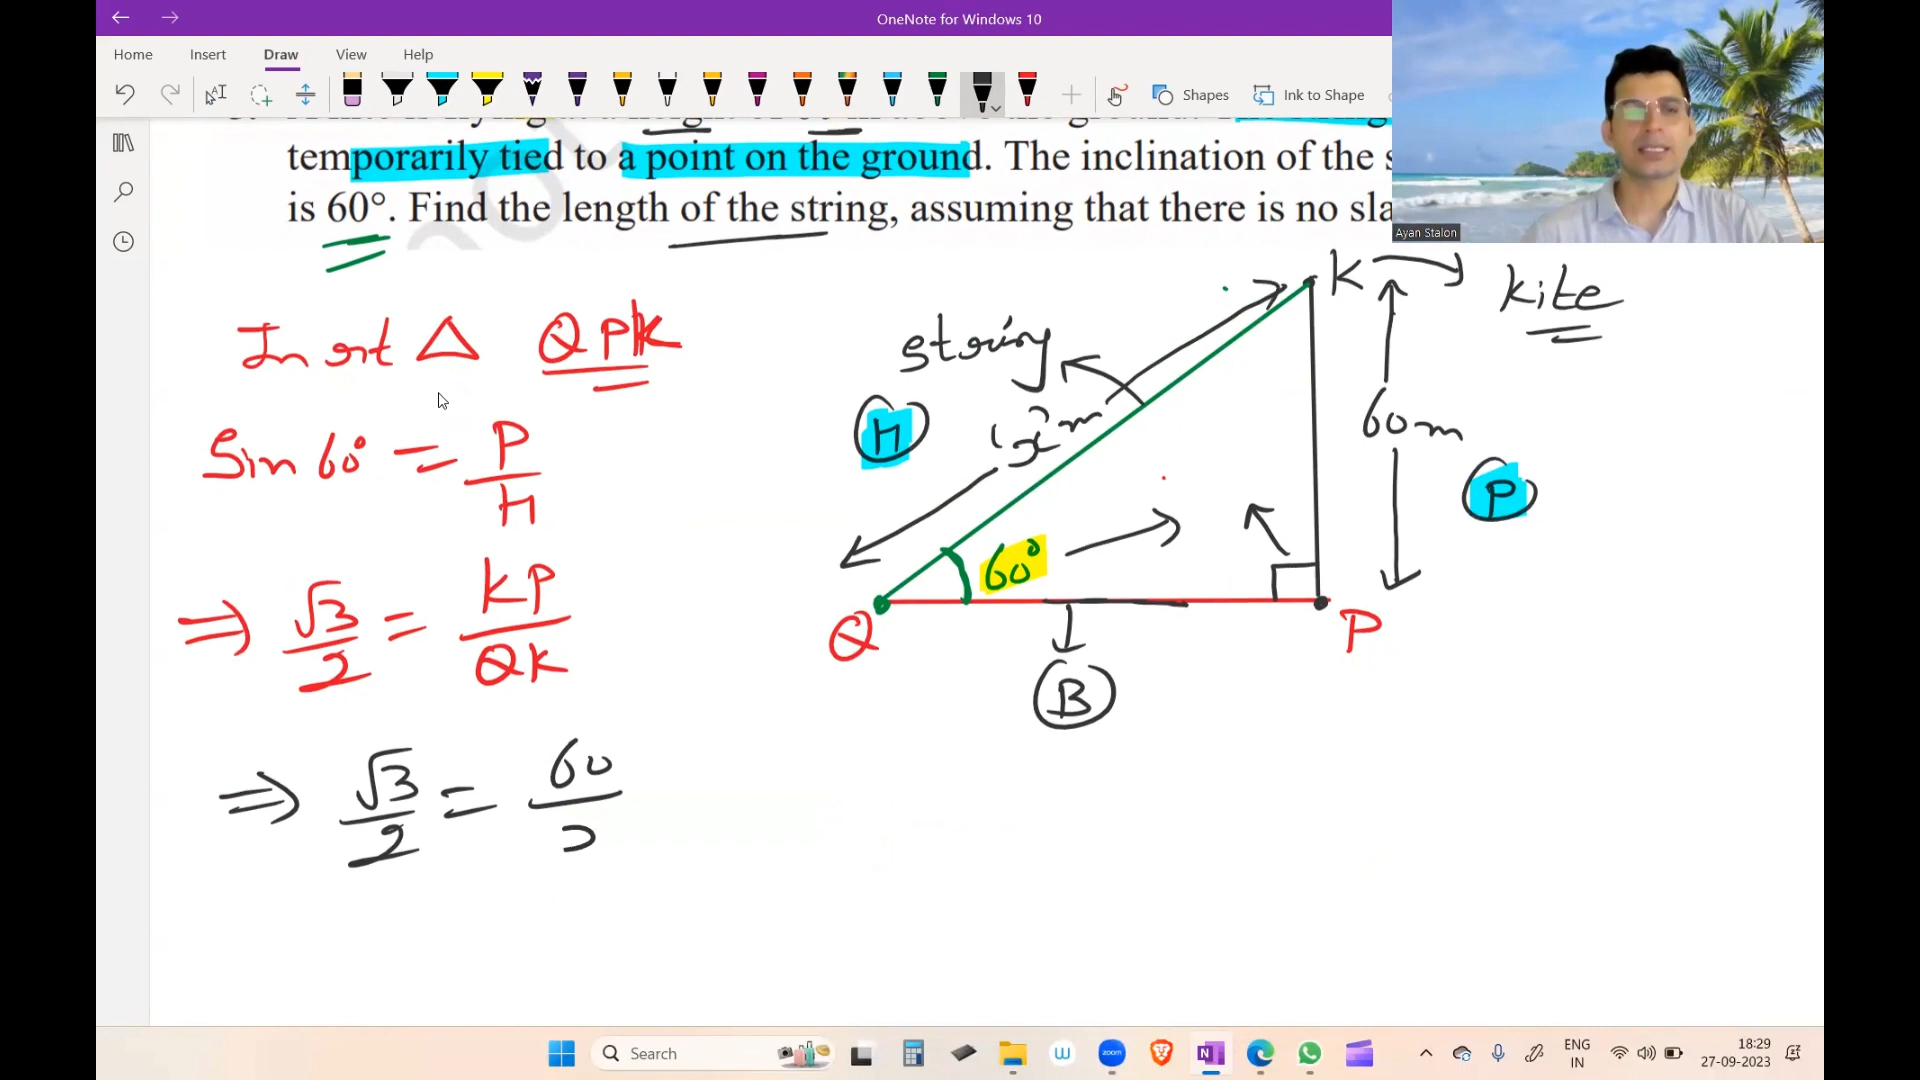 OneNote for Windows 10
Home Insert Draw View Help
Shapes Ink to Shape
temporarily tied to a point on the ground. The inclination of the s
is 60°. Find the length of the string, assuming that there is no sla
Ayan Stalon
In rt △ QPK
Sin 60° = P/H
⇒ √3/2 = KP/QK
⇒ √3/2 = 60/
string
H
'x' m
60°
Q
B
P
K → kite
60m
P
Search
zoom
ENG
IN
18:29
27-09-2023